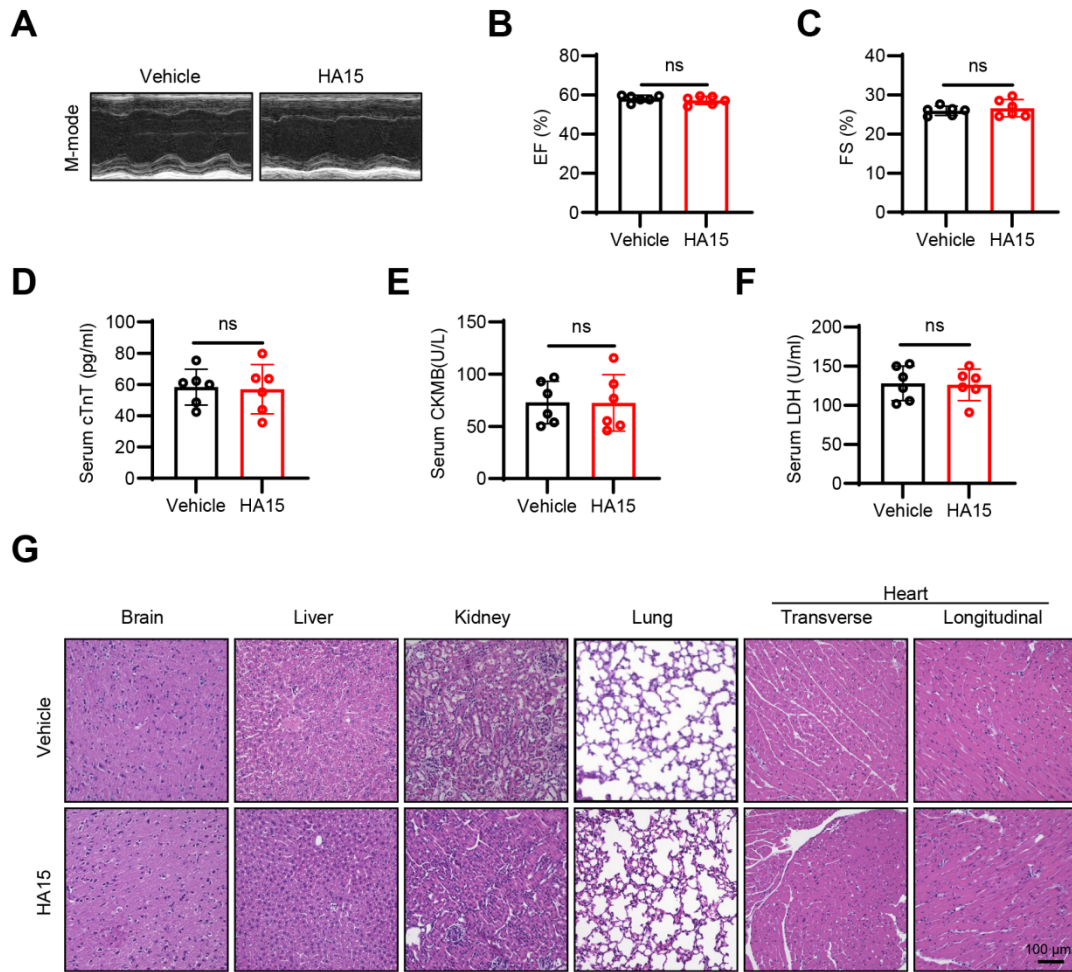 A
Vehicle HA15
M-mode
B
EF (%)
80
60
40
20
0
ns
Vehicle HA15
C
FS (%)
40
30
20
10
0
ns
Vehicle HA15
D
Serum cTnT (pg/ml)
100
80
60
40
20
0
ns
Vehicle HA15
E
Serum CKMB(U/L)
150
100
50
0
ns
Vehicle HA15
F
Serum LDH (U/ml)
200
150
100
50
0
ns
Vehicle HA15
G
Heart
Brain Liver Kidney Lung Transverse Longitudinal
Vehicle
HA15
100 μm